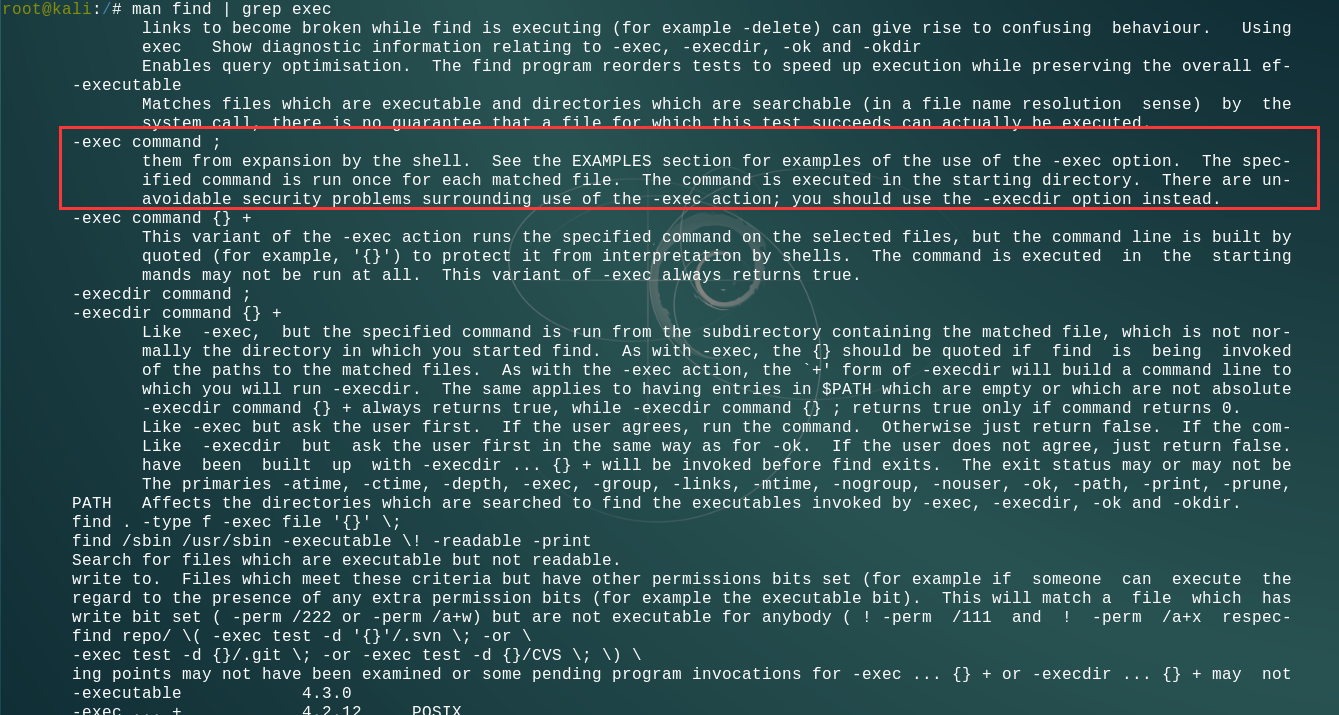 root@kali:/# man find | grep exec
links to become broken while find is executing (for example -delete) can give rise to confusing behaviour. Using
exec Show diagnostic information relating to -exec, -execdir, -ok and -okdir
Enables query optimisation. The find program reorders tests to speed up execution while preserving the overall ef-
-executable
Matches files which are executable and directories which are searchable (in a file name resolution sense) by the
system call, there is no guarantee that a file for which this test succeeds can actually be executed.
-exec command ;
them from expansion by the shell. See the EXAMPLES section for examples of the use of the -exec option. The spec-
ified command is run once for each matched file. The command is executed in the starting directory. There are un-
avoidable security problems surrounding use of the -exec action; you should use the -execdir option instead.
-exec command {} +
This variant of the -exec action runs the specified command on the selected files, but the command line is built by
quoted (for example, '{}') to protect it from interpretation by shells. The command is executed in the starting
mands may not be run at all. This variant of -exec always returns true.
-execdir command ;
-execdir command {} +
Like -exec, but the specified command is run from the subdirectory containing the matched file, which is not nor-
mally the directory in which you started find. As with -exec, the {} should be quoted if find is being invoked
of the paths to the matched files. As with the -exec action, the `+' form of -execdir will build a command line to
which you will run -execdir. The same applies to having entries in $PATH which are empty or which are not absolute
-execdir command {} + always returns true, while -execdir command {} ; returns true only if command returns 0.
Like -exec but ask the user first. If the user agrees, run the command. Otherwise just return false. If the com-
Like -execdir but ask the user first in the same way as for -ok. If the user does not agree, just return false.
have been built up with -execdir ... {} + will be invoked before find exits. The exit status may or may not be
The primaries -atime, -ctime, -depth, -exec, -group, -links, -mtime, -nogroup, -nouser, -ok, -path, -print, -prune,
PATH Affects the directories which are searched to find the executables invoked by -exec, -execdir, -ok and -okdir.
find . -type f -exec file '{}' \;
find /sbin /usr/sbin -executable \! -readable -print
Search for files which are executable but not readable.
write to. Files which meet these criteria but have other permissions bits set (for example if someone can execute the
regard to the presence of any extra permission bits (for example the executable bit). This will match a file which has
write bit set ( -perm /222 or -perm /a+w) but are not executable for anybody ( ! -perm /111 and ! -perm /a+x respec-
find repo/ \( -exec test -d '{}'/.svn \; -or \
-exec test -d {}/.git \; -or -exec test -d {}/CVS \; \) \
ing points may not have been examined or some pending program invocations for -exec ... {} + or -execdir ... {} + may not
-executable 4.3.0
-exec ... + 4.2.12 POSIX